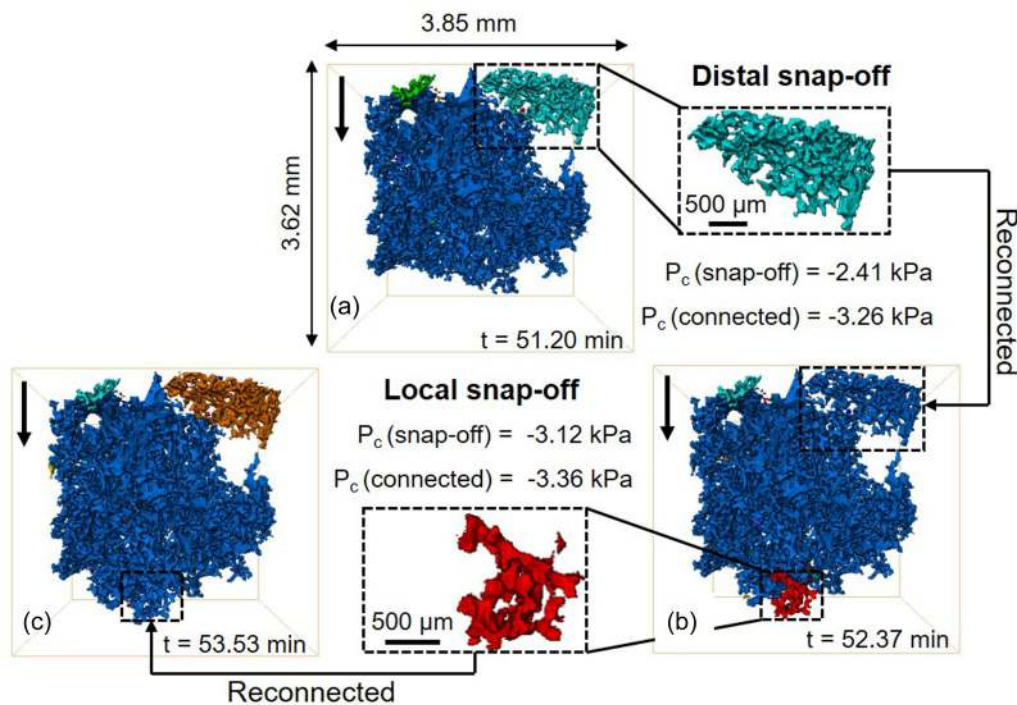 3.85 mm
3.62 mm
Distal snap-off
500 μm
Reconnected
P_c (snap-off) = -2.41 kPa
P_c (connected) = -3.26 kPa
(a)
t = 51.20 min
Local snap-off
P_c (snap-off) = -3.12 kPa
P_c (connected) = -3.36 kPa
500 μm
(c)
t = 53.53 min
(b)
t = 52.37 min
Reconnected